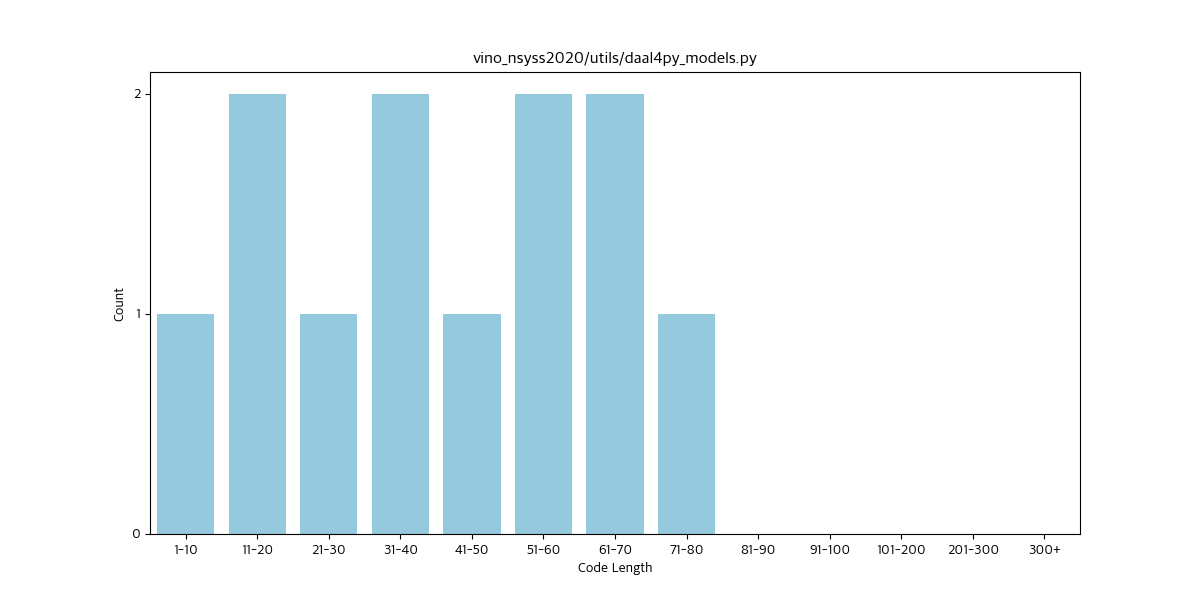 vino_nsyss2020/utils/daal4py_models.py
2
1
0
Count
1-10 11-20 21-30 31-40 41-50 51-60 61-70 71-80 81-90 91-100 101-200 201-300 300+
Code Length